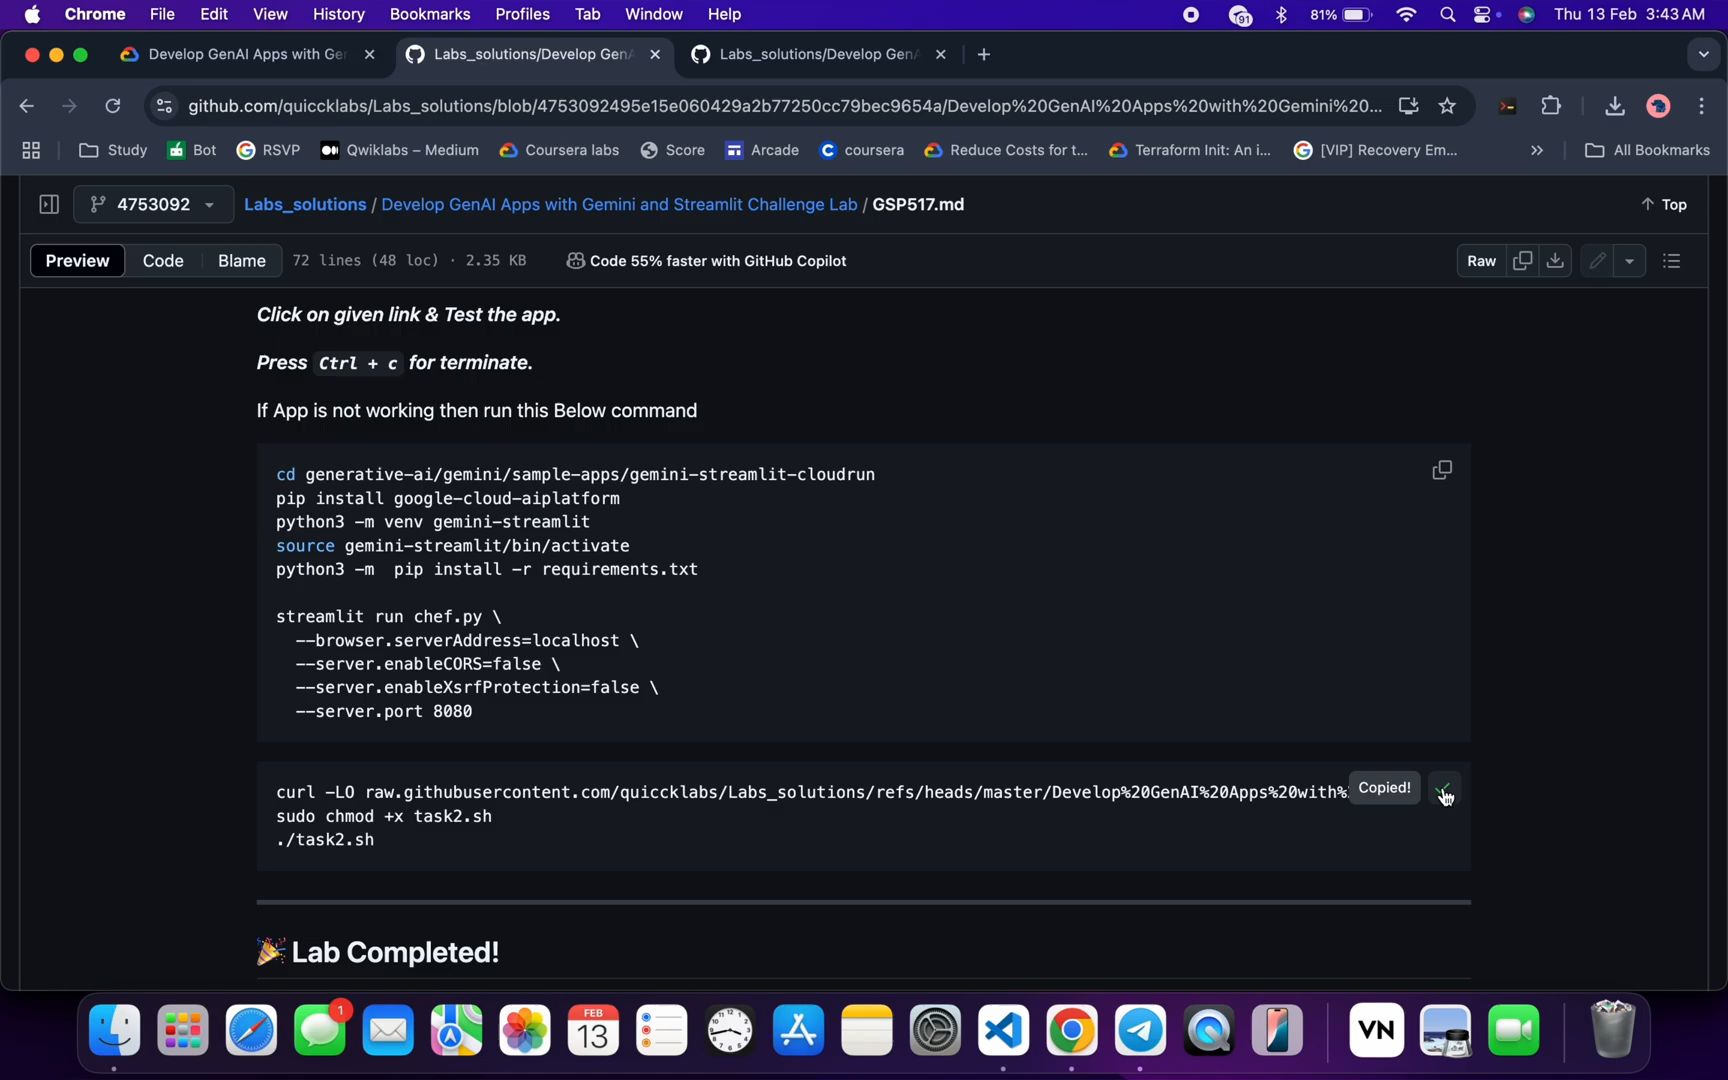 Chrome File Edit View History Bookmarks Profiles Tab Window Help 91 81% Thu 13 Feb 3:43 AM
Develop GenAI Apps with Ger Labs_solutions/Develop GenA Labs_solutions/Develop GenA
github.com/quiccklabs/Labs_solutions/blob/4753092495e15e060429a2b77250cc79bec9654a/Develop%20GenAI%20Apps%20with%20Gemini%20...
Study Bot RSVP Qwiklabs – Medium Coursera labs Score Arcade coursera Reduce Costs for t... Terraform Init: An i... [VIP] Recovery Em... » All Bookmarks
4753092 Labs_solutions / Develop GenAI Apps with Gemini and Streamlit Challenge Lab / GSP517.md ↑ Top
Preview Code Blame 72 lines (48 loc) · 2.35 KB Code 55% faster with GitHub Copilot Raw
Click on given link & Test the app.
Press Ctrl + c for terminate.
If App is not working then run this Below command
cd generative-ai/gemini/sample-apps/gemini-streamlit-cloudrun
pip install google-cloud-aiplatform
python3 -m venv gemini-streamlit
source gemini-streamlit/bin/activate
python3 -m  pip install -r requirements.txt
streamlit run chef.py \
--browser.serverAddress=localhost \
--server.enableCORS=false \
--server.enableXsrfProtection=false \
--server.port 8080
curl -LO raw.githubusercontent.com/quiccklabs/Labs_solutions/refs/heads/master/Develop%20GenAI%20Apps%20with% Copied!
sudo chmod +x task2.sh
./task2.sh
🎉 Lab Completed!
1
FEB
13
VN